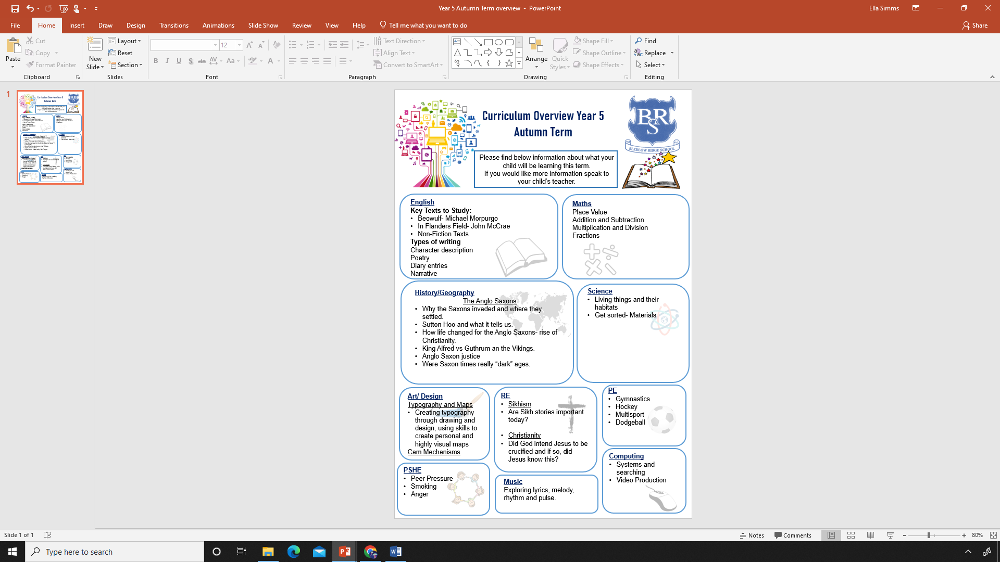 Year 5 Autumn Term overview - PowerPoint
Ella Simms
File Home Insert Draw Design Transitions Animations Slide Show Review View Help Tell me what you want to do
Share
Paste
Cut
Copy
Format Painter
Clipboard
New Slide
Layout
Reset
Section
Slides
12
B I U S abc AV Aa A
Font
Text Direction
Align Text
Convert to SmartArt
Paragraph
Arrange
Quick Styles
Shape Fill
Shape Outline
Shape Effects
Drawing
Find
Replace
Select
Editing
1
Curriculum Overview Year 5
Autumn Term
BRS
BLEDLOW RIDGE SCHOOL
Please find below information about what your
child will be learning this term.
If you would like more information speak to
your child's teacher.
English
Key Texts to Study:
• Beowulf- Michael Morpurgo
• In Flanders Field- John McCrae
• Non-Fiction Texts
Types of writing
Character description
Poetry
Diary entries
Narrative
Maths
Place Value
Addition and Subtraction
Multiplication and Division
Fractions
History/Geography
The Anglo Saxons
• Why the Saxons invaded and where they
settled.
• Sutton Hoo and what it tells us.
• How life changed for the Anglo Saxons- rise of
Christianity.
• King Alfred vs Guthrum an the Vikings.
• Anglo Saxon justice
• Were Saxon times really “dark” ages.
Science
• Living things and their
habitats
• Get sorted- Materials
Art/ Design
Typography and Maps
• Creating typography
through drawing and
design, using skills to
create personal and
highly visual maps
Cam Mechanisms
RE
• Sikhism
• Are Sikh stories important
today?
• Christianity
• Did God intend Jesus to be
crucified and if so, did
Jesus know this?
PE
• Gymnastics
• Hockey
• Multisport
• Dodgeball
PSHE
• Peer Pressure
• Smoking
• Anger
Music
Exploring lyrics, melody,
rhythm and pulse.
Computing
• Systems and
searching
• Video Production
Slide 1 of 1
Notes
Comments
80%
Type here to search